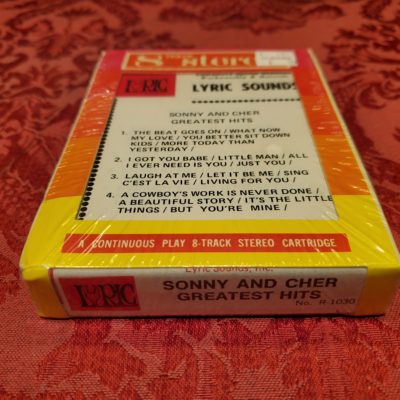 8 TRACK
stereo
LYRIC
LYRIC SOUNDS
SONNY AND CHER
GREATEST HITS
1. THE BEAT GOES ON / WHAT NOW
MY LOVE / YOU BETTER SIT DOWN
KIDS / MORE TODAY THAN
YESTERDAY /
2. I GOT YOU BABE / LITTLE MAN / ALL
I EVER NEED IS YOU / JUST YOU /
3. LAUGH AT ME / LET IT BE ME / SING
C'EST LA VIE / LIVING FOR YOU /
4. A COWBOY'S WORK IS NEVER DONE /
A BEAUTIFUL STORY / IT'S THE LITTLE
THINGS / BUT YOU'RE MINE /
A CONTINUOUS PLAY 8-TRACK STEREO CARTRIDGE
Lyric Sounds, Inc.
LYRIC
SONNY AND CHER
GREATEST HITS
No. R-1030